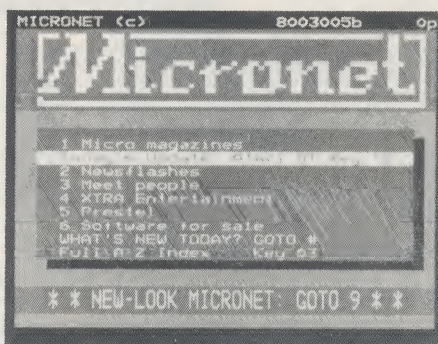 MICRONET (c) 8003005b 0p
Micronet
1 Micro magazines
2 Newsflashes
3 Meet people
4 XTRA Entertainment
5 Prestel
6 Software for sale
WHAT'S NEW TODAY? GOTO #
Full A-Z Index Key 03
* * NEW-LOOK MICRONET: GOTO 9 * *